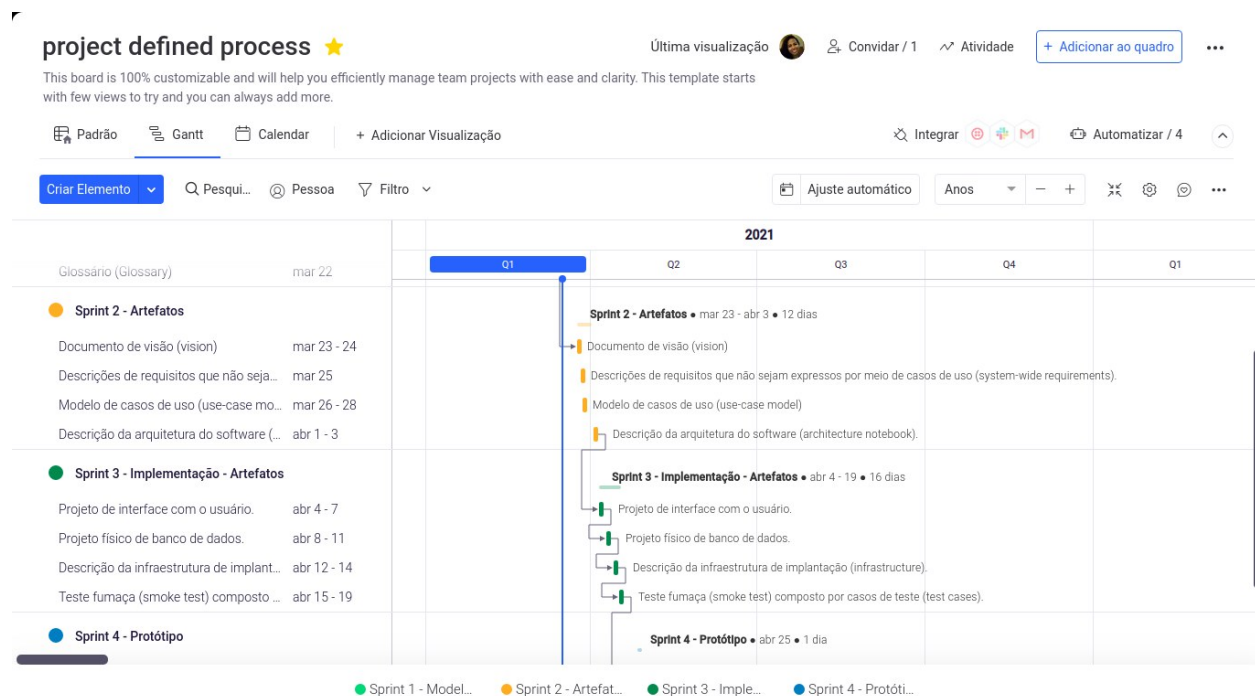 project defined process
Última visualização
Convidar / 1
Atividade
+ Adicionar ao quadro
This board is 100% customizable and will help you efficiently manage team projects with ease and clarity. This template starts
with few views to try and you can always add more.
Padrão
Gantt
Calendar
+ Adicionar Visualização
Integrar
Automatizar / 4
Criar Elemento
Pesqui...
Pessoa
Filtro
Ajuste automático
Anos
2021
Q1
Q2
Q3
Q4
Q1
Glossário (Glossary) mar 22
Sprint 2 - Artefatos
Sprint 2 - Artefatos ● mar 23 - abr 3 ● 12 dias
Documento de visão (vision) mar 23 - 24
Documento de visão (vision)
Descrições de requisitos que não seja... mar 25
Descrições de requisitos que não sejam expressos por meio de casos de uso (system-wide requirements).
Modelo de casos de uso (use-case mo... mar 26 - 28
Modelo de casos de uso (use-case model)
Descrição da arquitetura do software (... abr 1 - 3
Descrição da arquitetura do software (architecture notebook).
Sprint 3 - Implementação - Artefatos
Sprint 3 - Implementação - Artefatos ● abr 4 - 19 ● 16 dias
Projeto de interface com o usuário. abr 4 - 7
Projeto de interface com o usuário.
Projeto físico de banco de dados. abr 8 - 11
Projeto físico de banco de dados.
Descrição da infraestrutura de implant... abr 12 - 14
Descrição da infraestrutura de implantação (infrastructure).
Teste fumaça (smoke test) composto ... abr 15 - 19
Teste fumaça (smoke test) composto por casos de teste (test cases).
Sprint 4 - Protótipo
Sprint 4 - Protótipo ● abr 25 ● 1 dia
Sprint 1 - Model...
Sprint 2 - Artefat...
Sprint 3 - Imple...
Sprint 4 - Protóti...